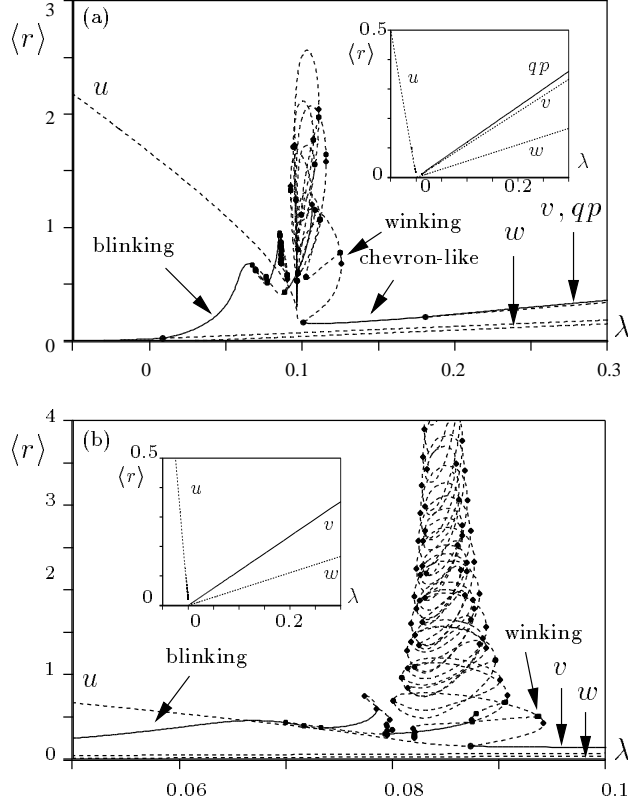 3
(a)
0.5
⟨r⟩
⟨r⟩
u
qp
v
u
2
w
0
λ
0
0.2
1
winking
v, qp
w
blinking
chevron-like
0
λ
0
0.1
0.2
0.3
4
(b)
0.5
⟨r⟩
⟨r⟩
u
3
v
w
λ
0
0
0.2
2
winking
blinking
v
w
1
u
0
λ
0.06
0.08
0.1